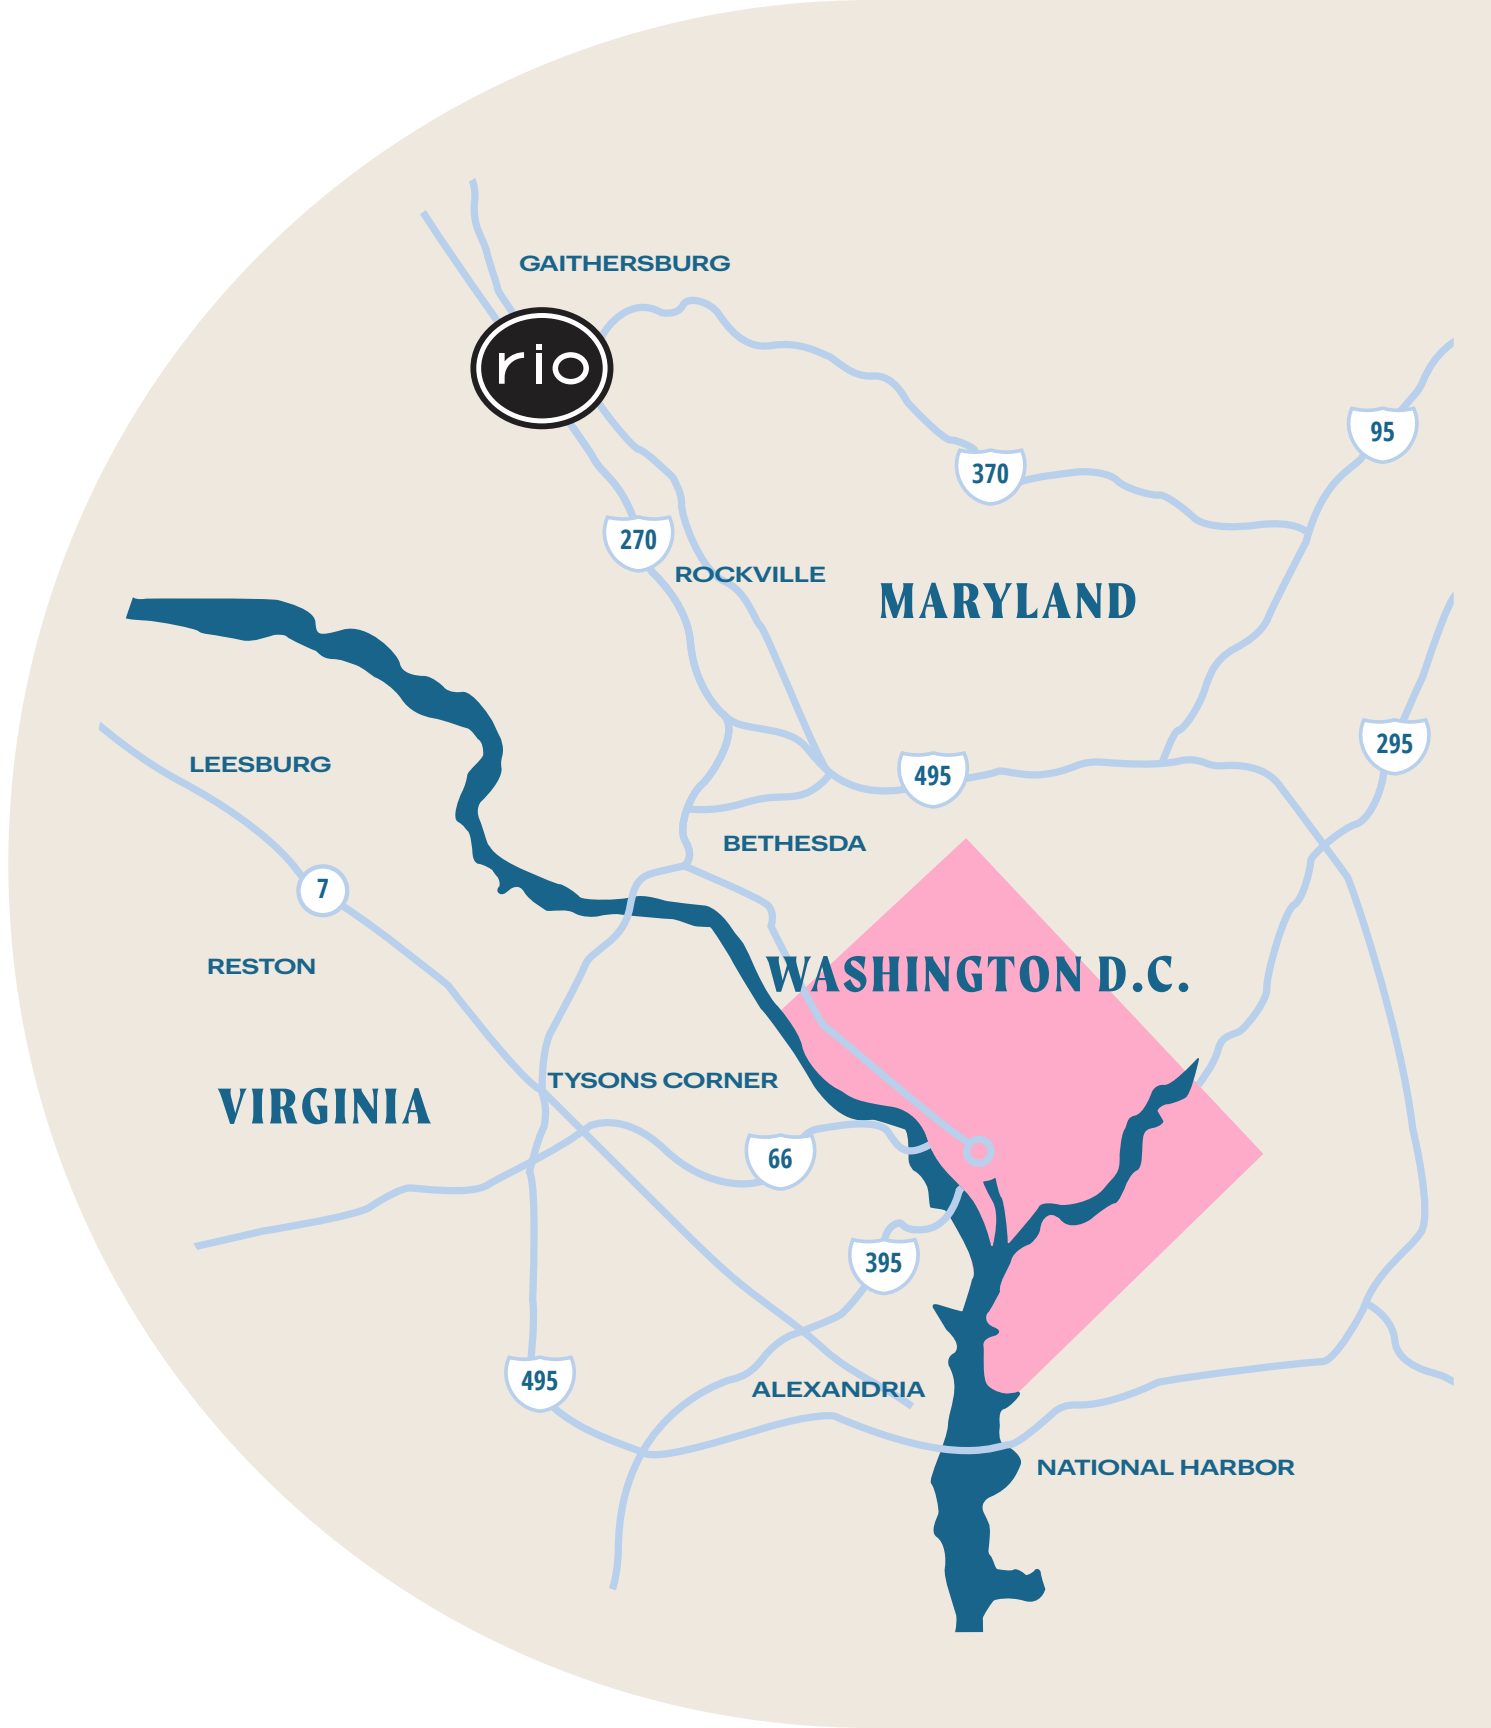 GAITHERSBURG
rio
95
370
270
ROCKVILLE
MARYLAND
295
LEESBURG
495
BETHESDA
7
RESTON
WASHINGTON D.C.
TYSONS CORNER
VIRGINIA
66
395
495
ALEXANDRIA
NATIONAL HARBOR